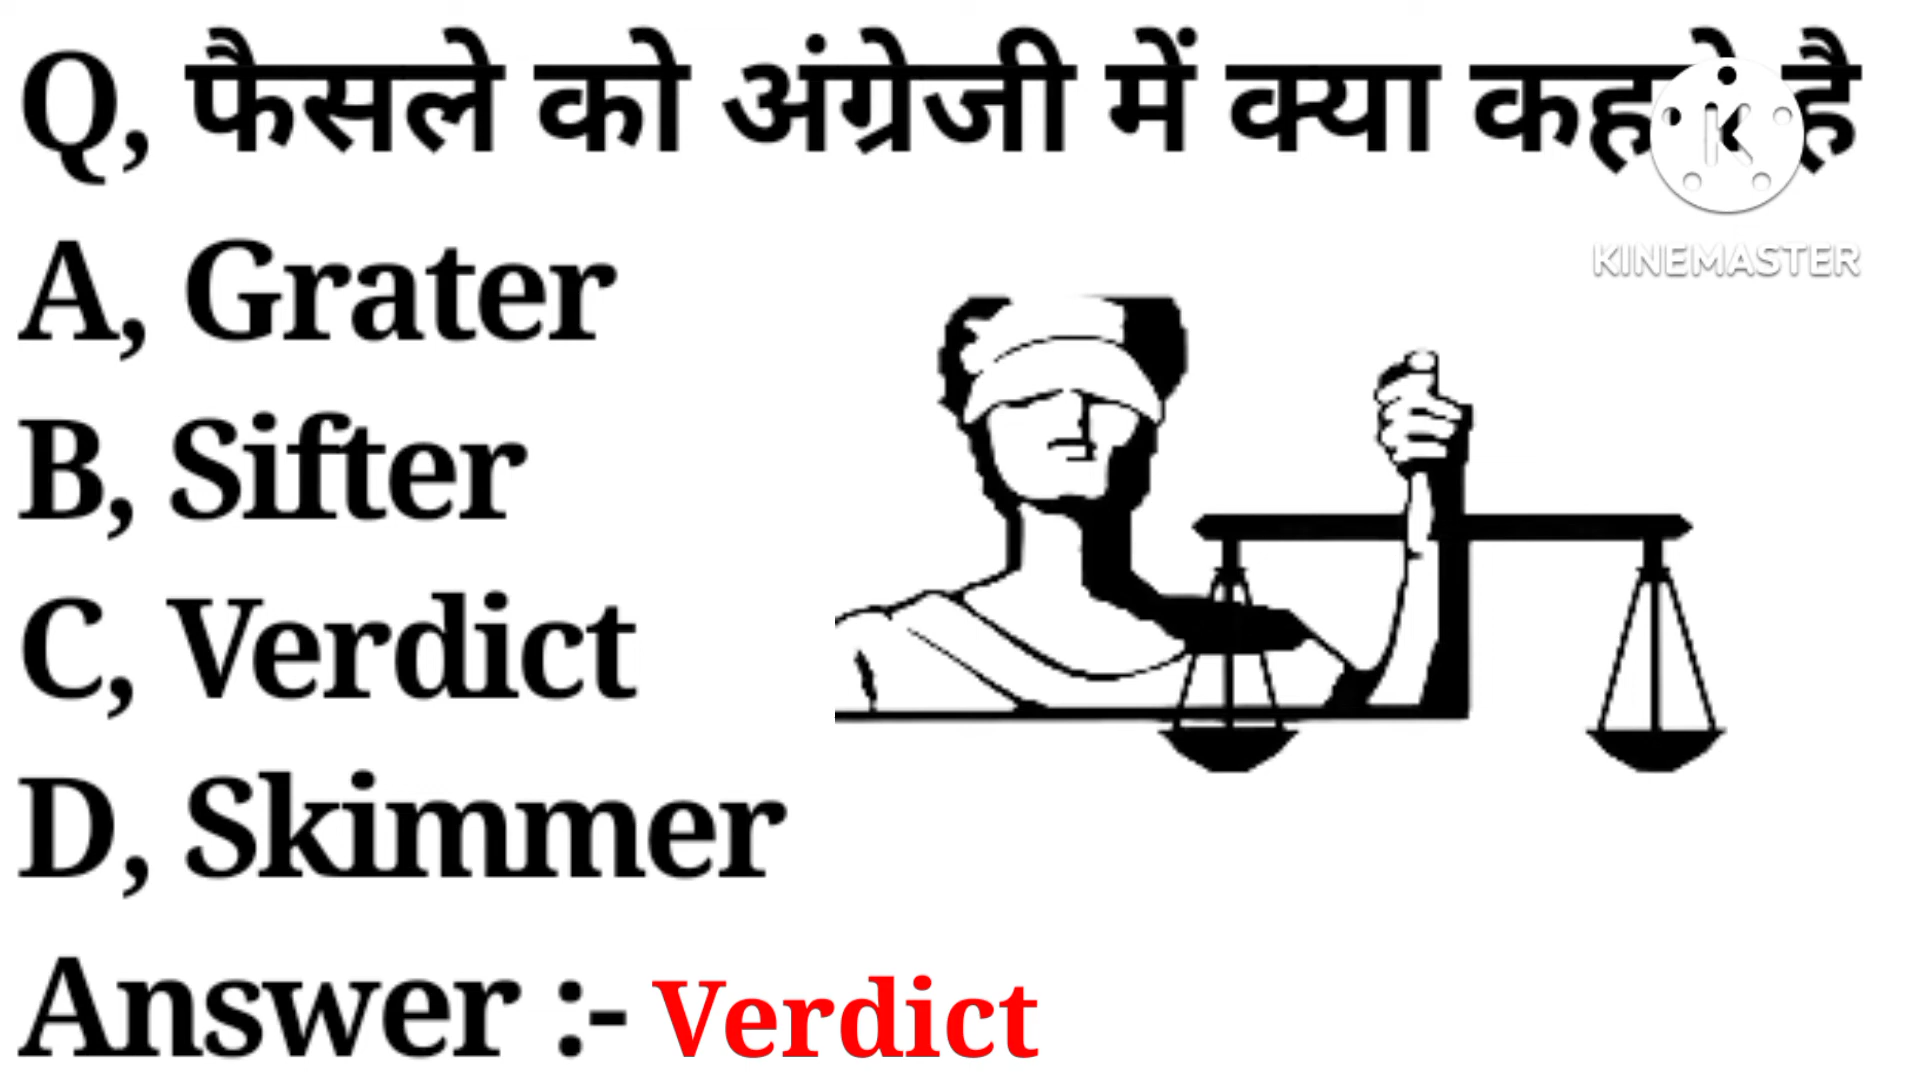 Q, फैसले को अंग्रेजी में क्या कहते है
KINEMASTER
A, Grater
B, Sifter
C, Verdict
D, Skimmer
Answer :- Verdict